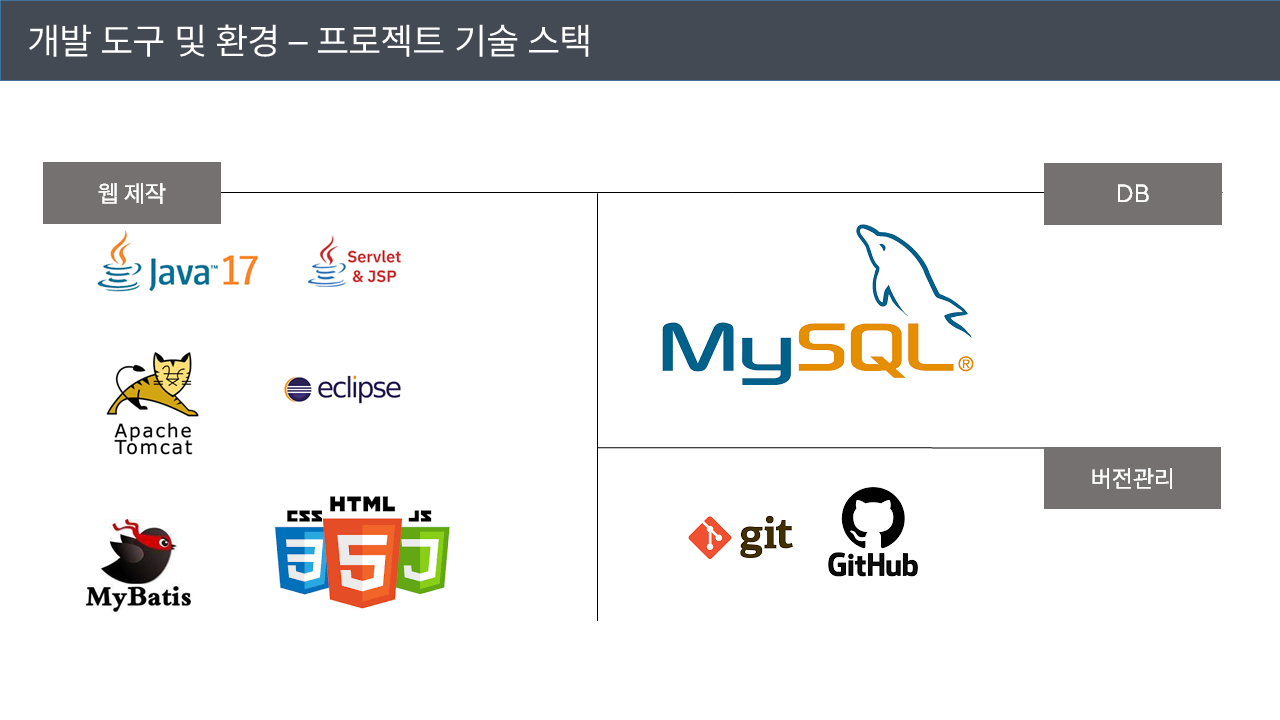 개발 도구 및 환경 – 프로젝트 기술 스택
웹 제작
Java™ 17
Servlet
& JSP
eclipse
Apache
Tomcat
MyBatis
CSS HTML JS
3 5 J
DB
MySQL®
버전관리
git
GitHub